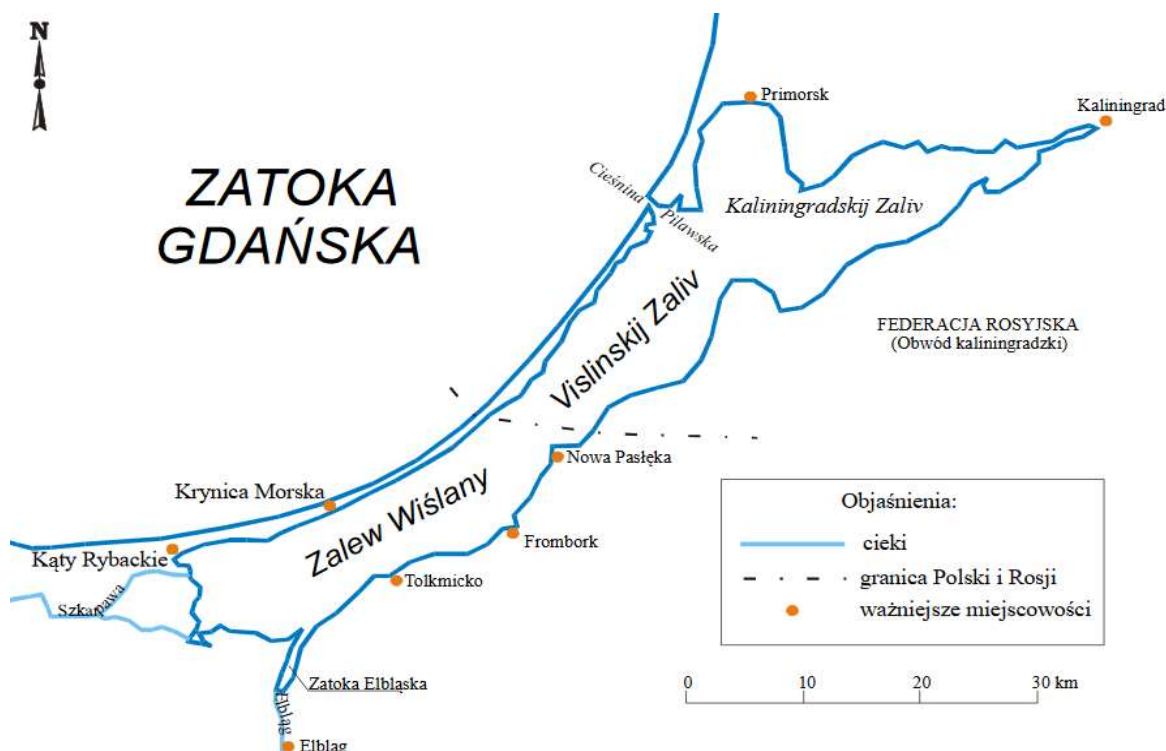 N
ZATOKA
GDAŃSKA
Primorsk
Kaliningrad
Cieśnina
Pilawska
Kaliningradskij Zaliv
Vislinskij Zaliv
FEDERACJA ROSYJSKA
(Obwód kaliningradzki)
Nowa Pasłęka
Krynica Morska
Zalew Wiślany
Frombork
Kąty Rybackie
Tolkmicko
Szkarpawa
Zatoka Elbląska
Elbląg
Elbląg
Objaśnienia:
cieki
granica Polski i Rosji
ważniejsze miejscowości
0 10 20 30 km